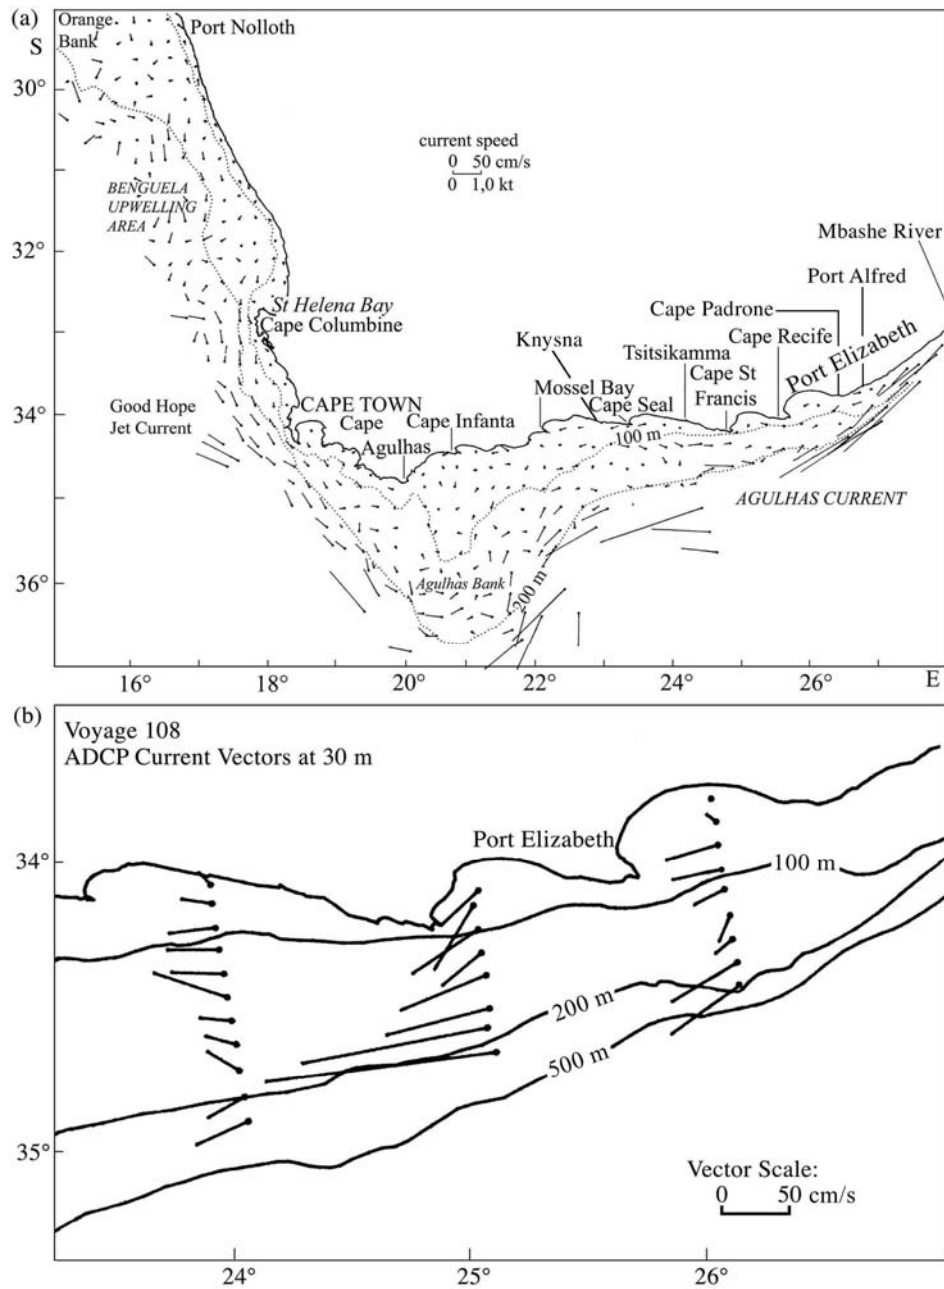 (a)
Orange
Bank
Port Nolloth
S
30°
current speed
0 50 cm/s
0 1,0 kt
BENGUELA
UPWELLING
AREA
32°
Mbashe River
Port Alfred
St Helena Bay
Cape Columbine
Cape Padrone
Cape Recife
Port Elizabeth
Knysna
Tsitsikamma
Cape St
Francis
Mossel Bay
Cape Seal
Good Hope
Jet Current
34°
CAPE TOWN
Cape
Agulhas
Cape Infanta
100 m
AGULHAS CURRENT
36°
Agulhas Bank
200 m
16° 18° 20° 22° 24° 26° E
(b)
Voyage 108
ADCP Current Vectors at 30 m
Port Elizabeth
34°
100 m
200 m
500 m
35°
Vector Scale:
0 50 cm/s
24° 25° 26°